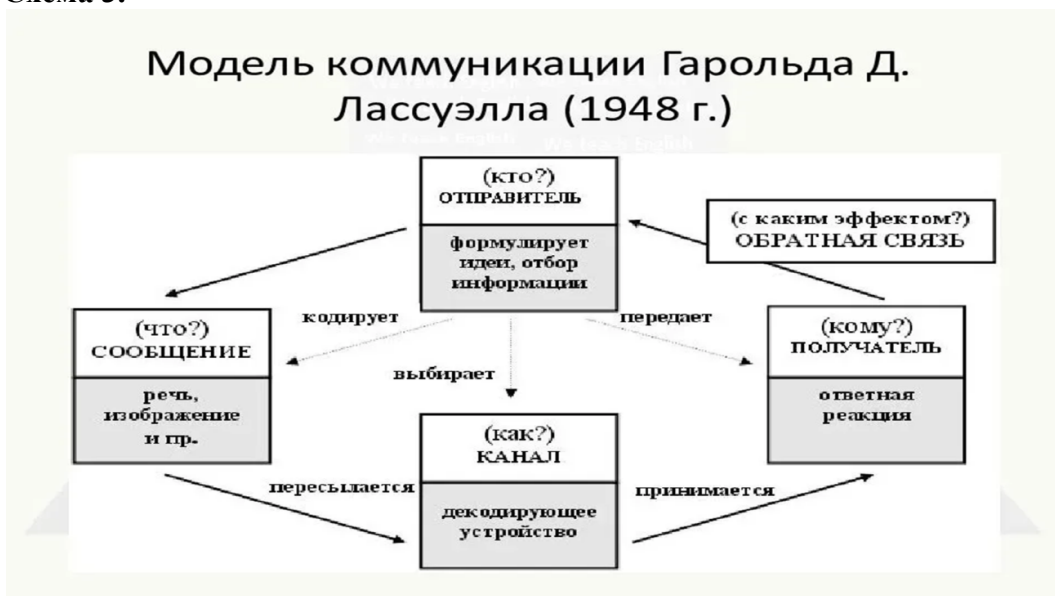 Модель коммуникации Гарольда Д.
Лассуэлла (1948 г.)
(кто?)
ОТПРАВИТЕЛЬ
формулирует
идеи, отбор
информации
(с каким эффектом?)
ОБРАТНАЯ СВЯЗЬ
(что?)
СООБЩЕНИЕ
речь,
изображение
и пр.
кодирует
выбирает
передает
(кому?)
ПОЛУЧАТЕЛЬ
ответная
реакция
(как?)
КАНАЛ
декодирующее
устройство
пересылается
принимается